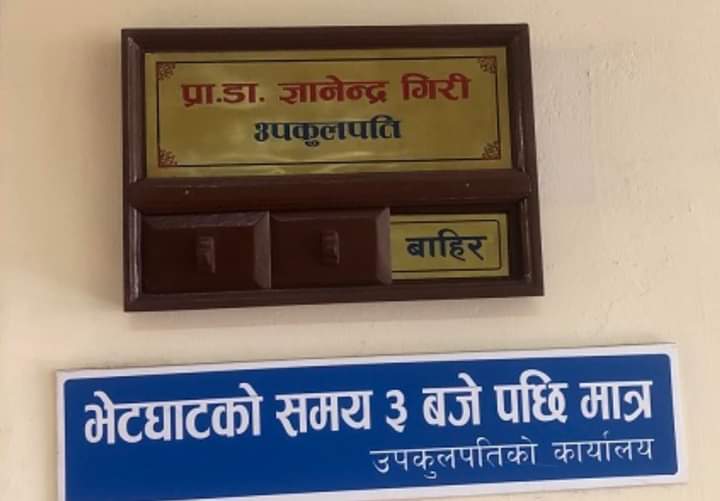 प्रा.डा. ज्ञानेन्द्र गिरी
उपकुलपति
बाहिर
भेटघाटको समय ३ बजे पछि मात्र
उपकुलपतिको कार्यालय